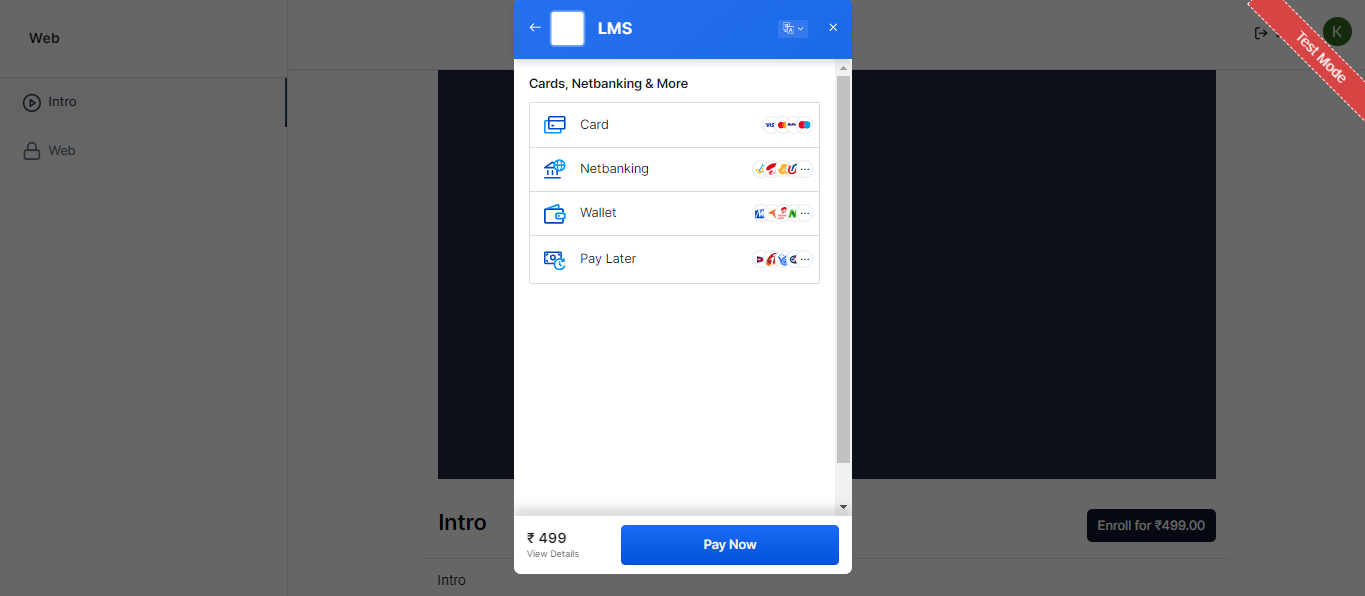 Web
Intro
Web
LMS
Cards, Netbanking & More
Card
VISA
Netbanking
Wallet
Pay Later
₹ 499
View Details
Pay Now
Test Mode
K
Intro
Enroll for ₹499.00
Intro